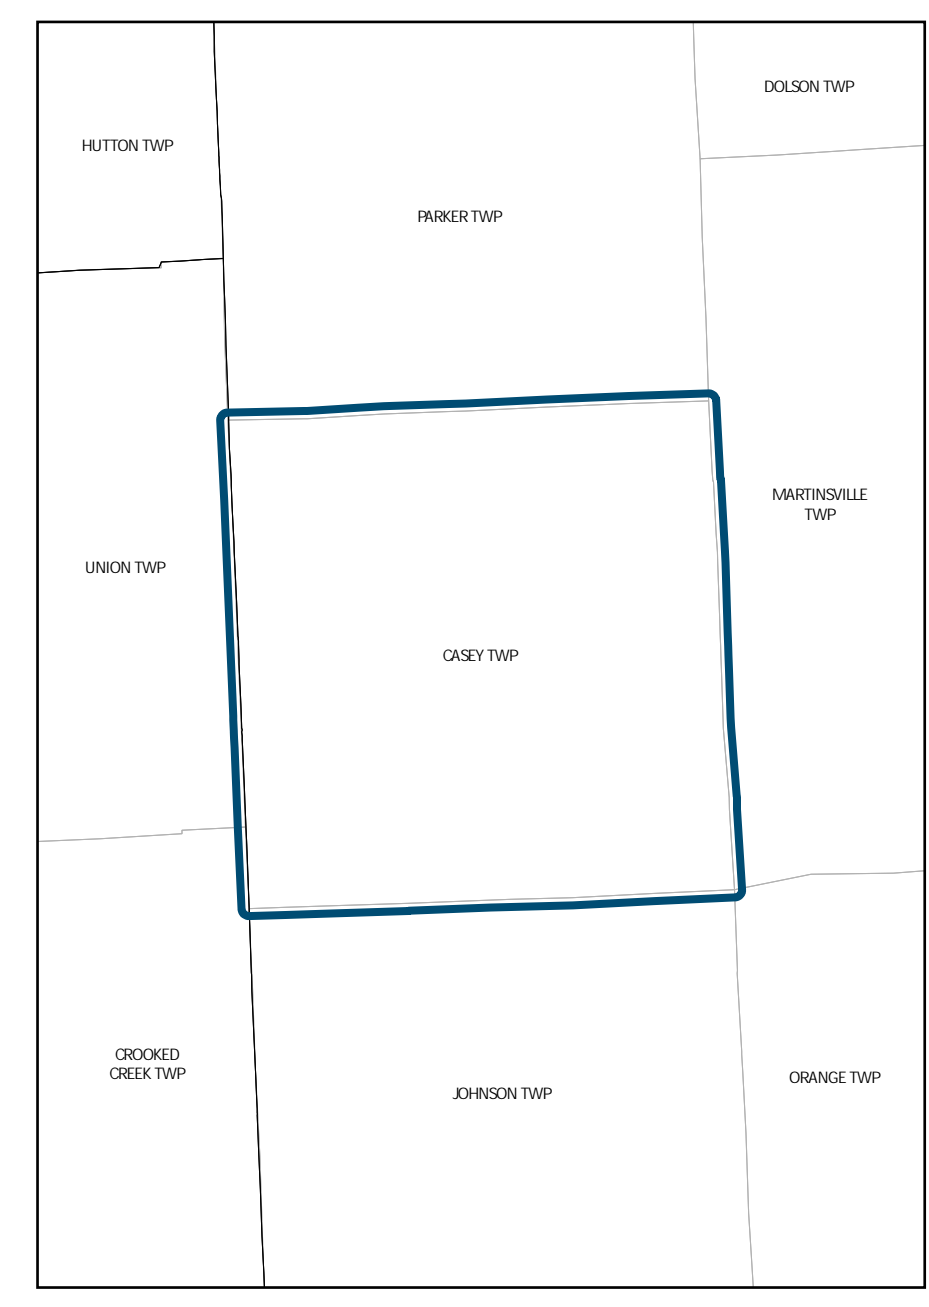 DOLSON TWP
HUTTON TWP
PARKER TWP
MARTINSVILLE
TWP
UNION TWP
CASEY TWP
CROOKED
CREEK TWP
ORANGE TWP
JOHNSON TWP